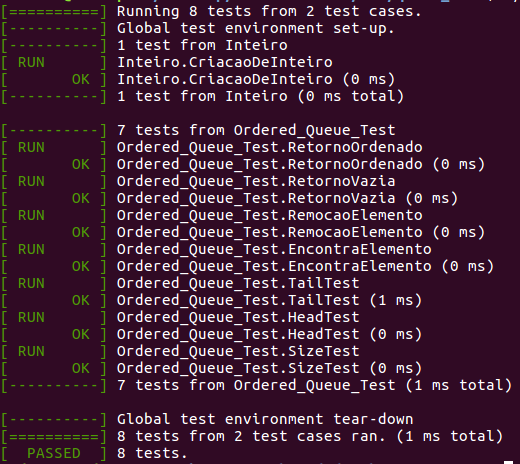 [==========] Running 8 tests from 2 test cases.
[----------] Global test environment set-up.
[----------] 1 test from Inteiro
[ RUN      ] Inteiro.CriacaoDeInteiro
[       OK ] Inteiro.CriacaoDeInteiro (0 ms)
[----------] 1 test from Inteiro (0 ms total)

[----------] 7 tests from Ordered_Queue_Test
[ RUN      ] Ordered_Queue_Test.RetornoOrdenado
[       OK ] Ordered_Queue_Test.RetornoOrdenado (0 ms)
[ RUN      ] Ordered_Queue_Test.RetornoVazia
[       OK ] Ordered_Queue_Test.RetornoVazia (0 ms)
[ RUN      ] Ordered_Queue_Test.RemocaoElemento
[       OK ] Ordered_Queue_Test.RemocaoElemento (0 ms)
[ RUN      ] Ordered_Queue_Test.EncontraElemento
[       OK ] Ordered_Queue_Test.EncontraElemento (0 ms)
[ RUN      ] Ordered_Queue_Test.TailTest
[       OK ] Ordered_Queue_Test.TailTest (1 ms)
[ RUN      ] Ordered_Queue_Test.HeadTest
[       OK ] Ordered_Queue_Test.HeadTest (0 ms)
[ RUN      ] Ordered_Queue_Test.SizeTest
[       OK ] Ordered_Queue_Test.SizeTest (0 ms)
[----------] 7 tests from Ordered_Queue_Test (1 ms total)

[----------] Global test environment tear-down
[==========] 8 tests from 2 test cases ran. (1 ms total)
[  PASSED  ] 8 tests.